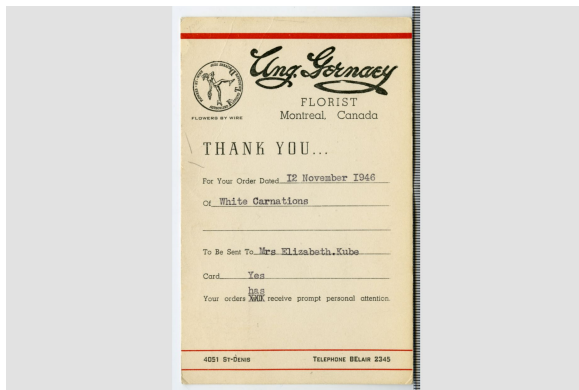 Ung. Gernaey
FLORIST
Montreal, Canada
FLOWERS BY WIRE
THANK YOU...
For Your Order Dated 12 November 1946
Of White Carnations
To Be Sent To Mrs Elizabeth.Kube
Card Yes
has
Your orders receive prompt personal attention.
4051 St-Denis Telephone BElair 2345